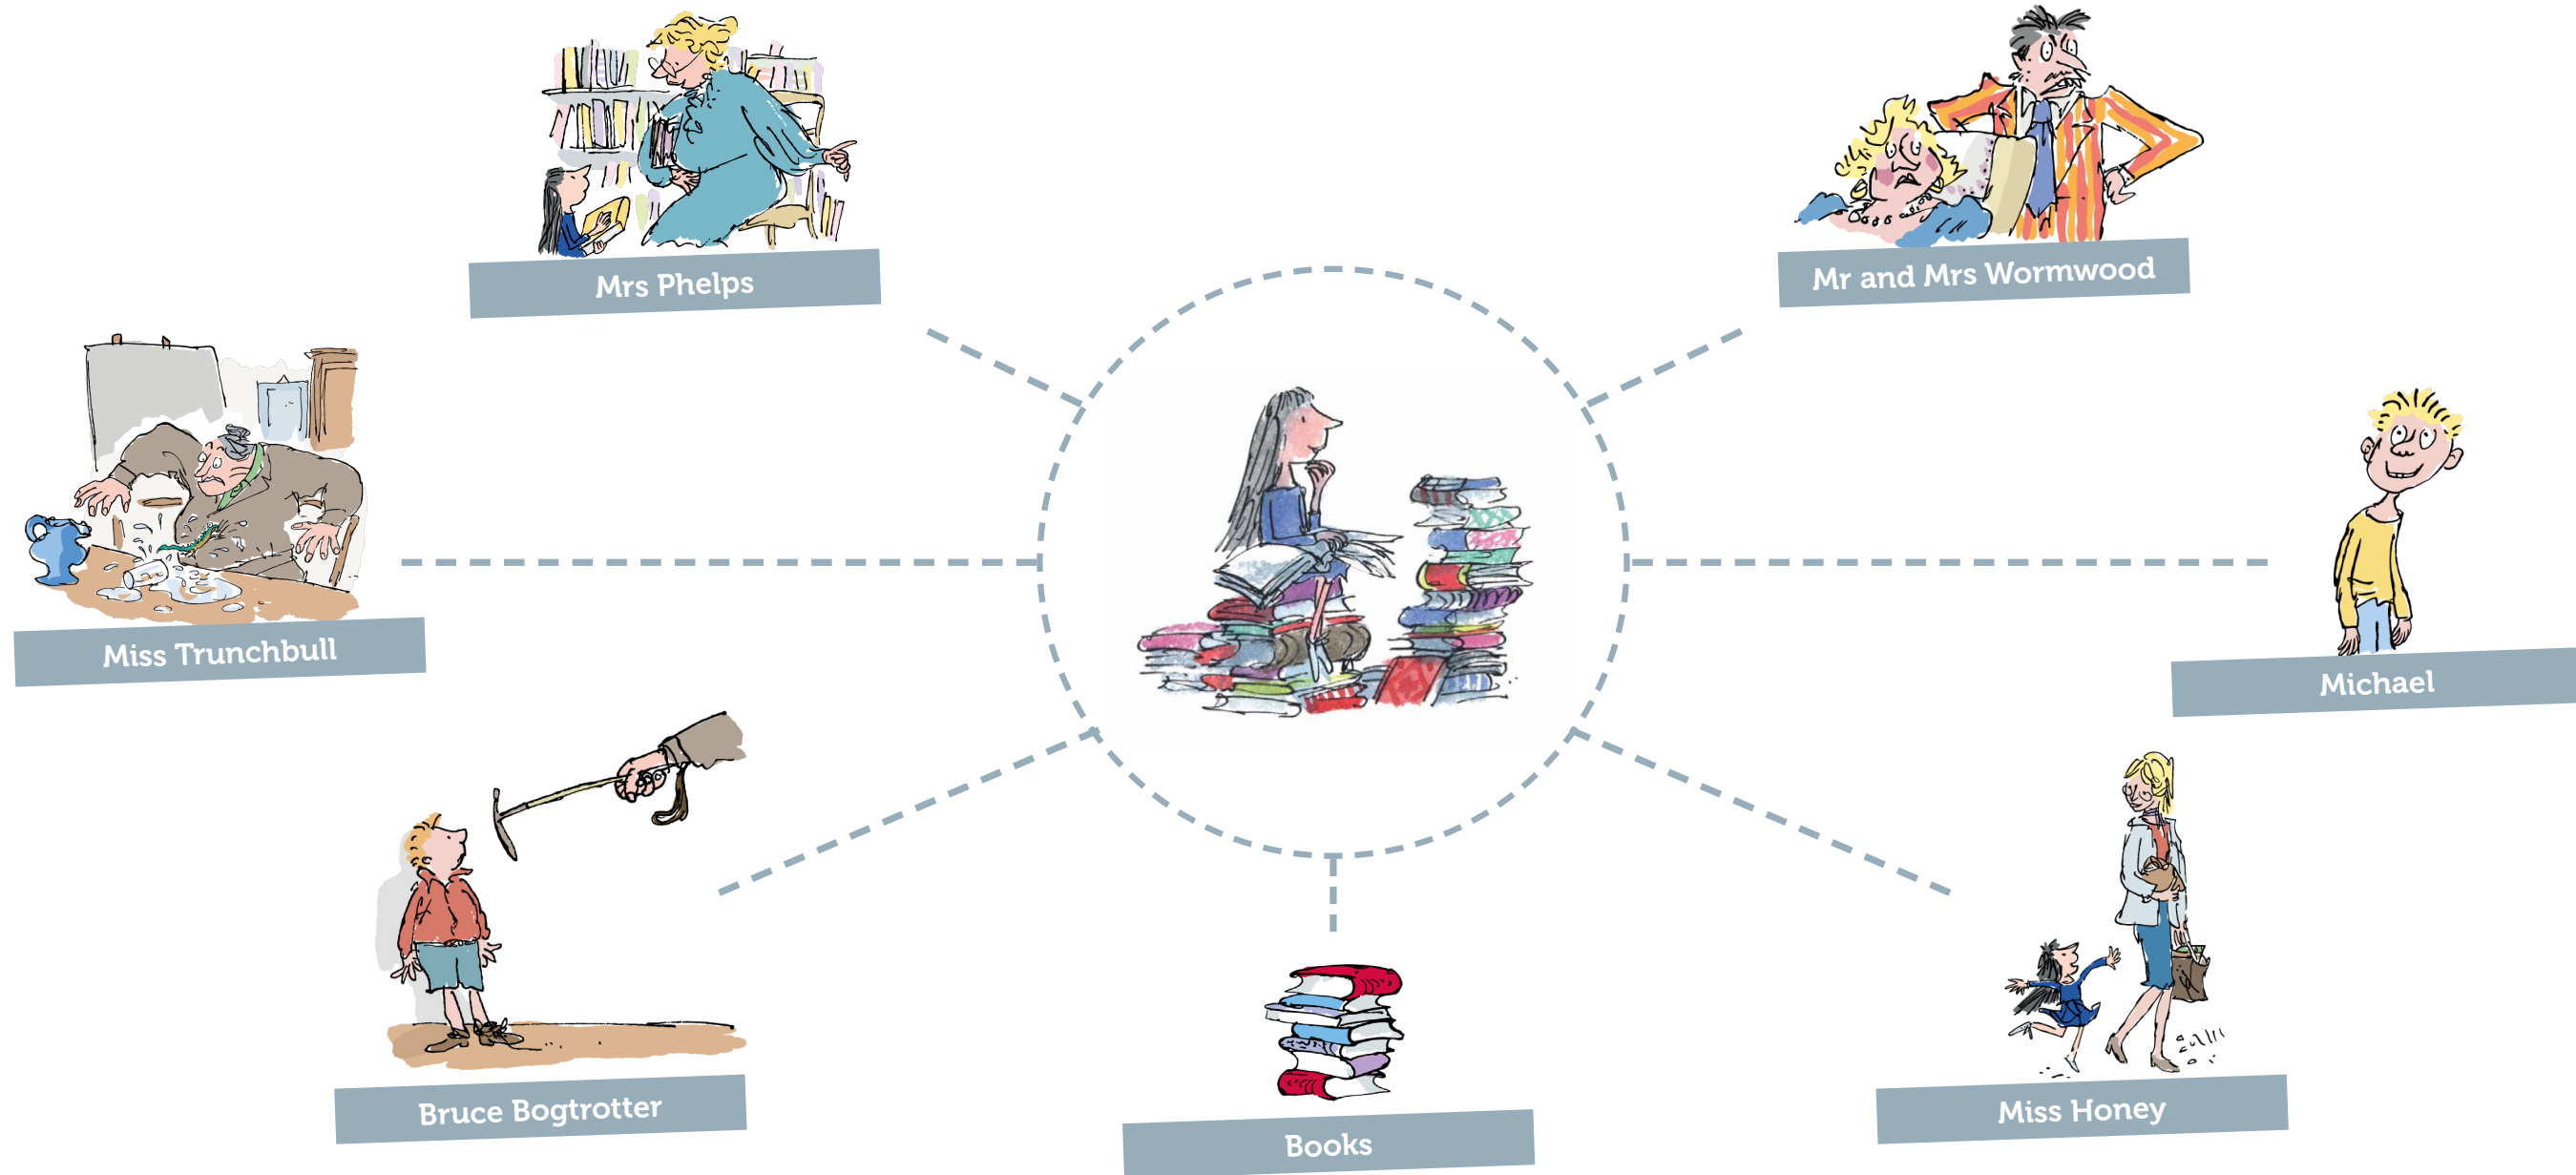 Mrs Phelps
Mr and Mrs Wormwood
Miss Trunchbull
Michael
Bruce Bogtrotter
Books
Miss Honey